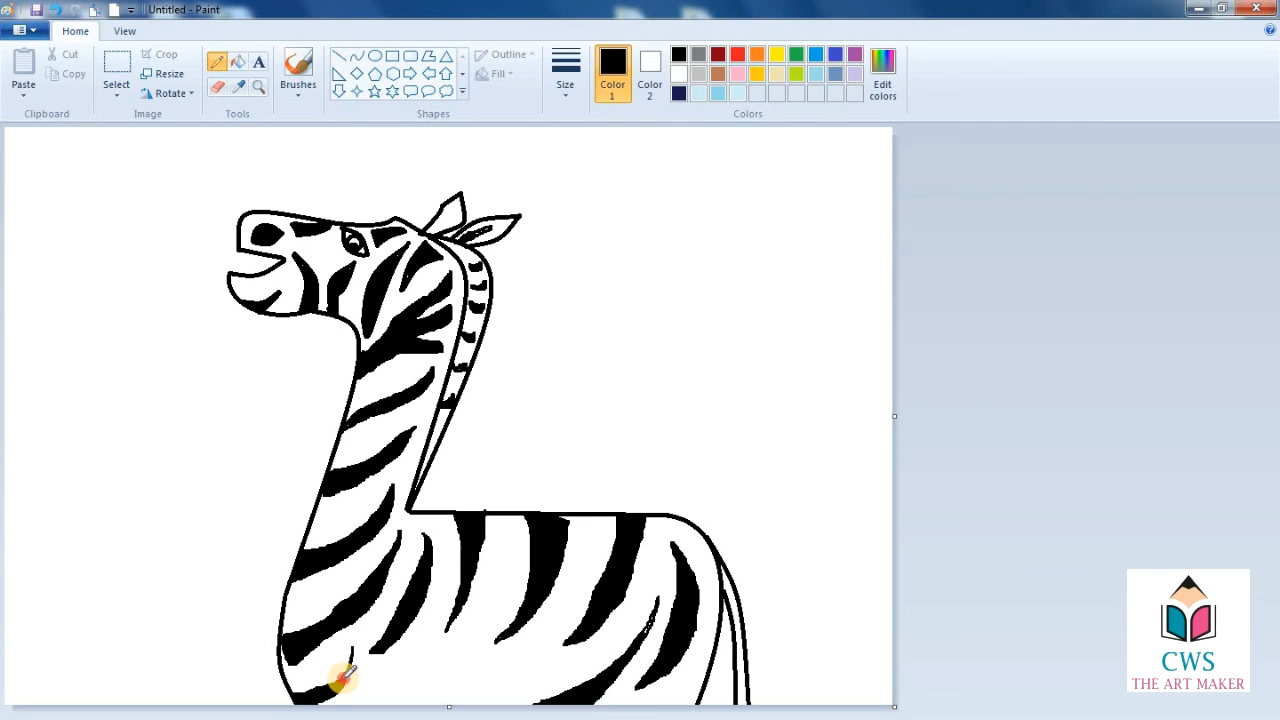 Untitled - Paint
Home
View
Paste
Cut
Copy
Clipboard
Select
Crop
Resize
Rotate
Image
A
Tools
Brushes
Outline
Fill
Shapes
Size
Color
1
Color
2
Edit
colors
Colors
CWS
THE ART MAKER